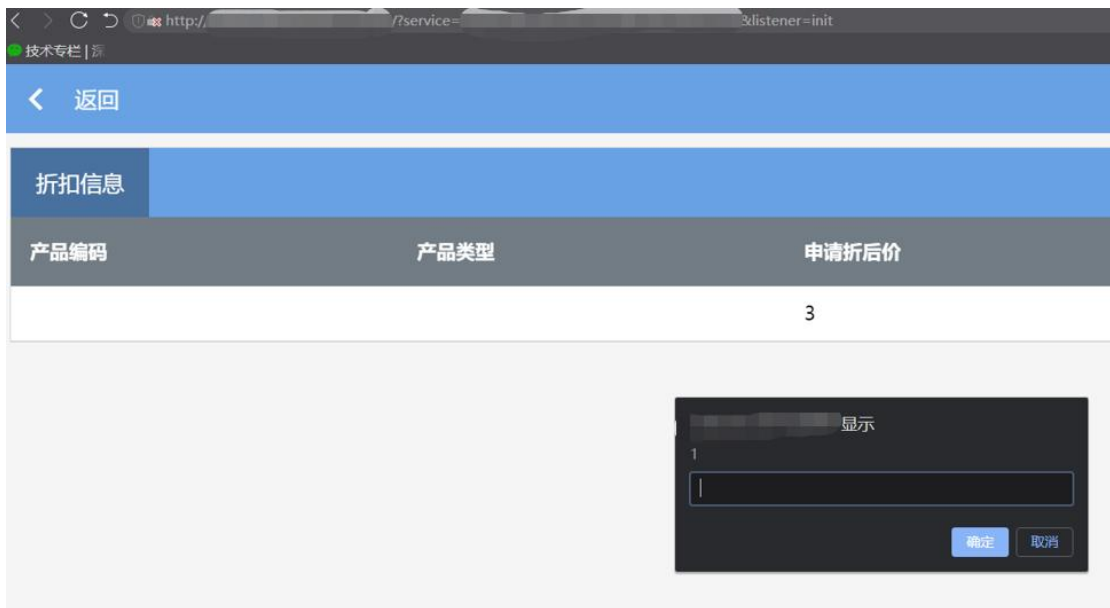 http:/, /?service= &listener=init
技术专栏 |
返回
折扣信息
产品编码 产品类型 申请折后价
3
显示
1
确定 取消